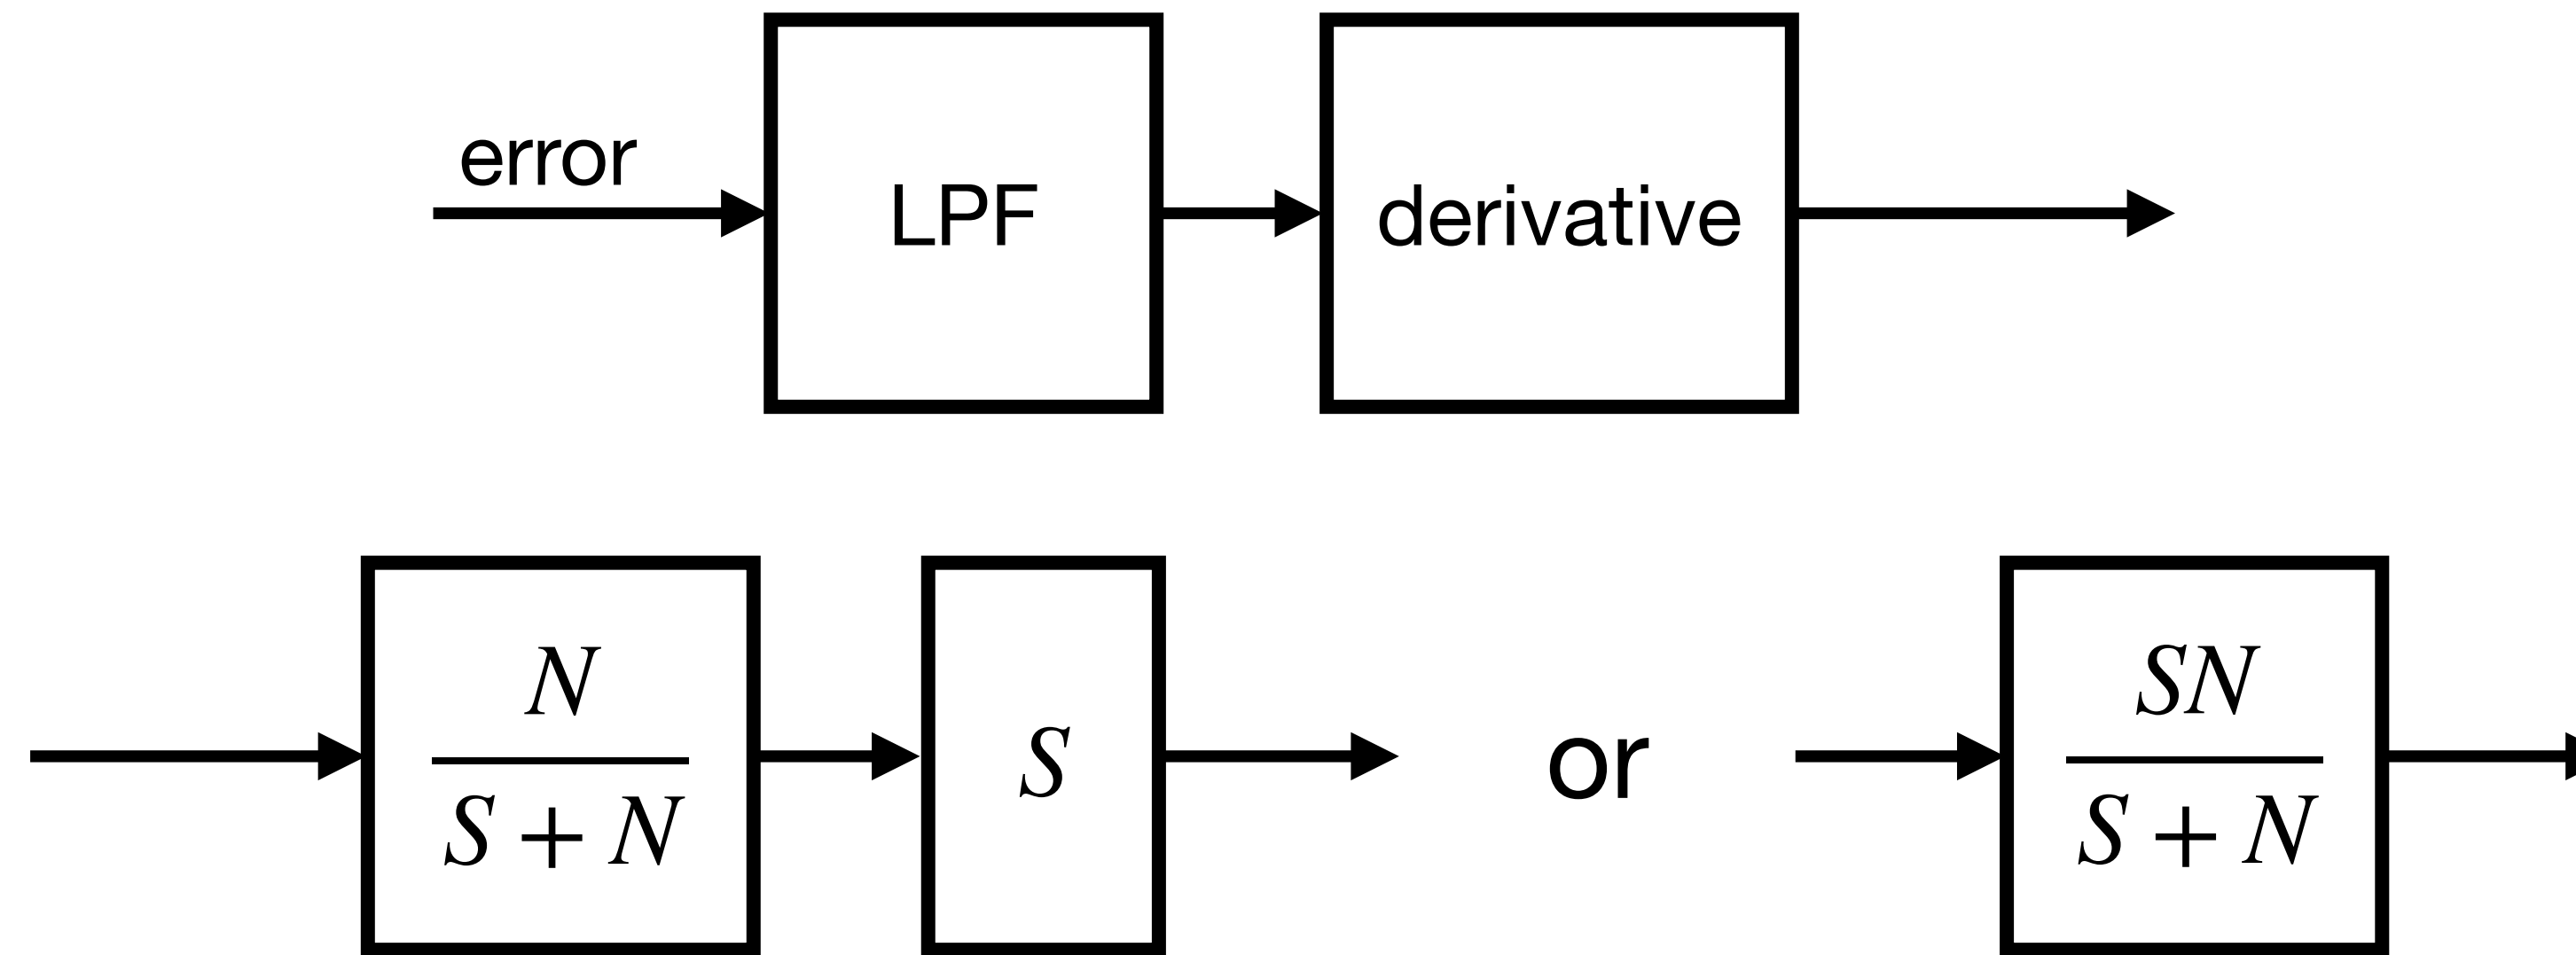 error
LPF
derivative
N
S + N
S
or
SN
S + N